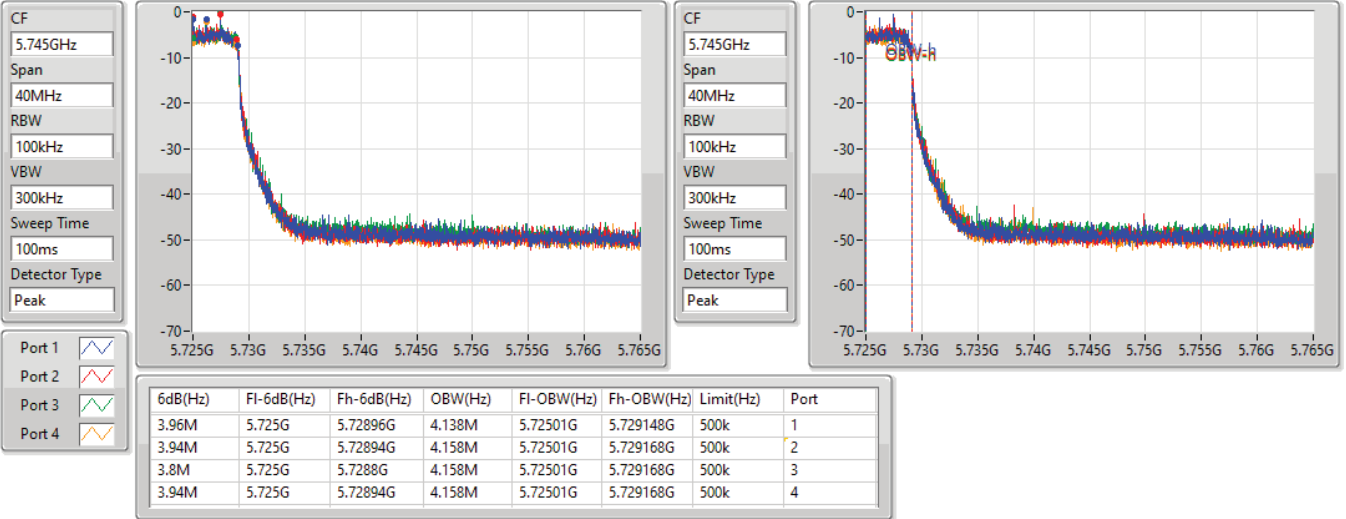 CF
5.745GHz
Span
40MHz
RBW
100kHz
VBW
300kHz
Sweep Time
100ms
Detector Type
Peak
Port 1
Port 2
Port 3
Port 4
0
-10
-20
-30
-40
-50
-60
-70
5.725G 5.73G 5.735G 5.74G 5.745G 5.75G 5.755G 5.76G 5.765G
CF
5.745GHz
Span
40MHz
RBW
100kHz
VBW
300kHz
Sweep Time
100ms
Detector Type
Peak
0
-10
-20
-30
-40
-50
-60
-70
OBW-h
5.725G 5.73G 5.735G 5.74G 5.745G 5.75G 5.755G 5.76G 5.765G
6dB(Hz) Fl-6dB(Hz) Fh-6dB(Hz) OBW(Hz) Fl-OBW(Hz) Fh-OBW(Hz) Limit(Hz) Port
3.96M 5.725G 5.72896G 4.138M 5.72501G 5.729148G 500k 1
3.94M 5.725G 5.72894G 4.158M 5.72501G 5.729168G 500k 2
3.8M 5.725G 5.7288G 4.158M 5.72501G 5.729168G 500k 3
3.94M 5.725G 5.72894G 4.158M 5.72501G 5.729168G 500k 4